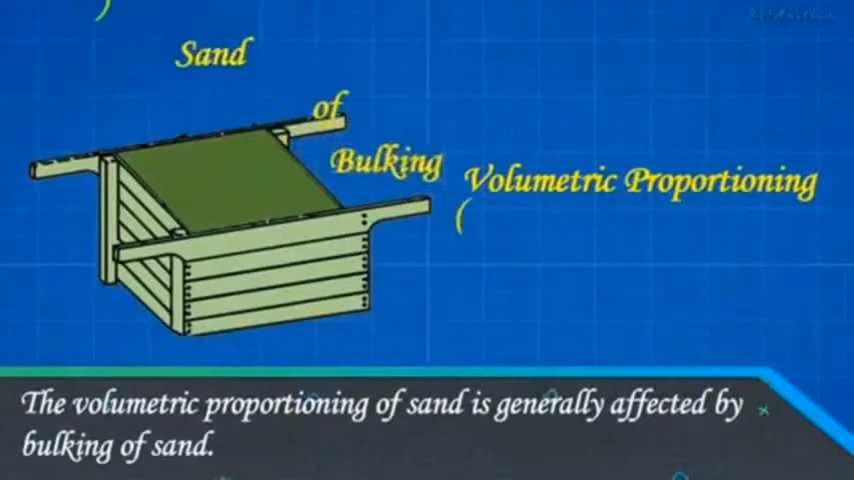 )
Sand
of
Bulking
Volumetric Proportioning
(
The volumetric proportioning of sand is generally affected by
bulking of sand.